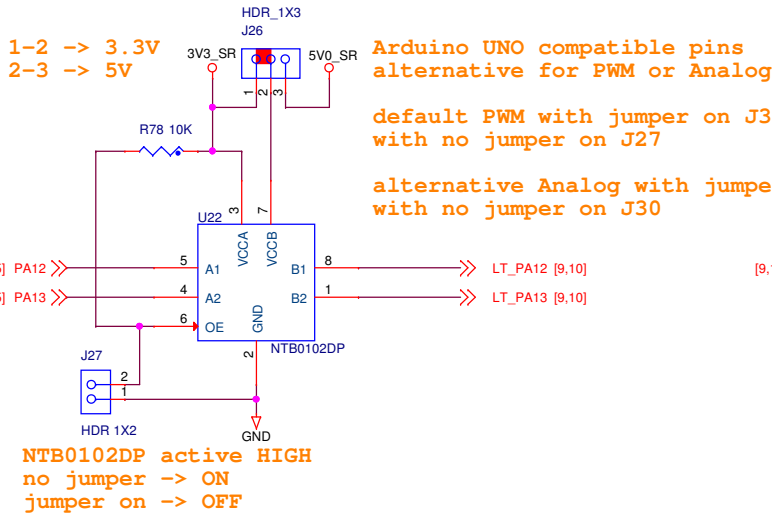 HDR_1X3
J26
1-2 -> 3.3V
2-3 -> 5V
3V3_SR
5V0_SR
1
2
3
Arduino UNO compatible pins
alternative for PWM or Analog
default PWM with jumper on J3
with no jumper on J27
alternative Analog with jumpe
with no jumper on J30
R78 10K
3
7
U22
VCCA
VCCB
] PA12
5
A1
B1
8
LT_PA12 [9,10]
[9,
] PA13
4
A2
B2
1
LT_PA13 [9,10]
6
OE
GND
2
NTB0102DP
J27
2
1
HDR 1X2
GND
NTB0102DP active HIGH
no jumper -> ON
jumper on -> OFF